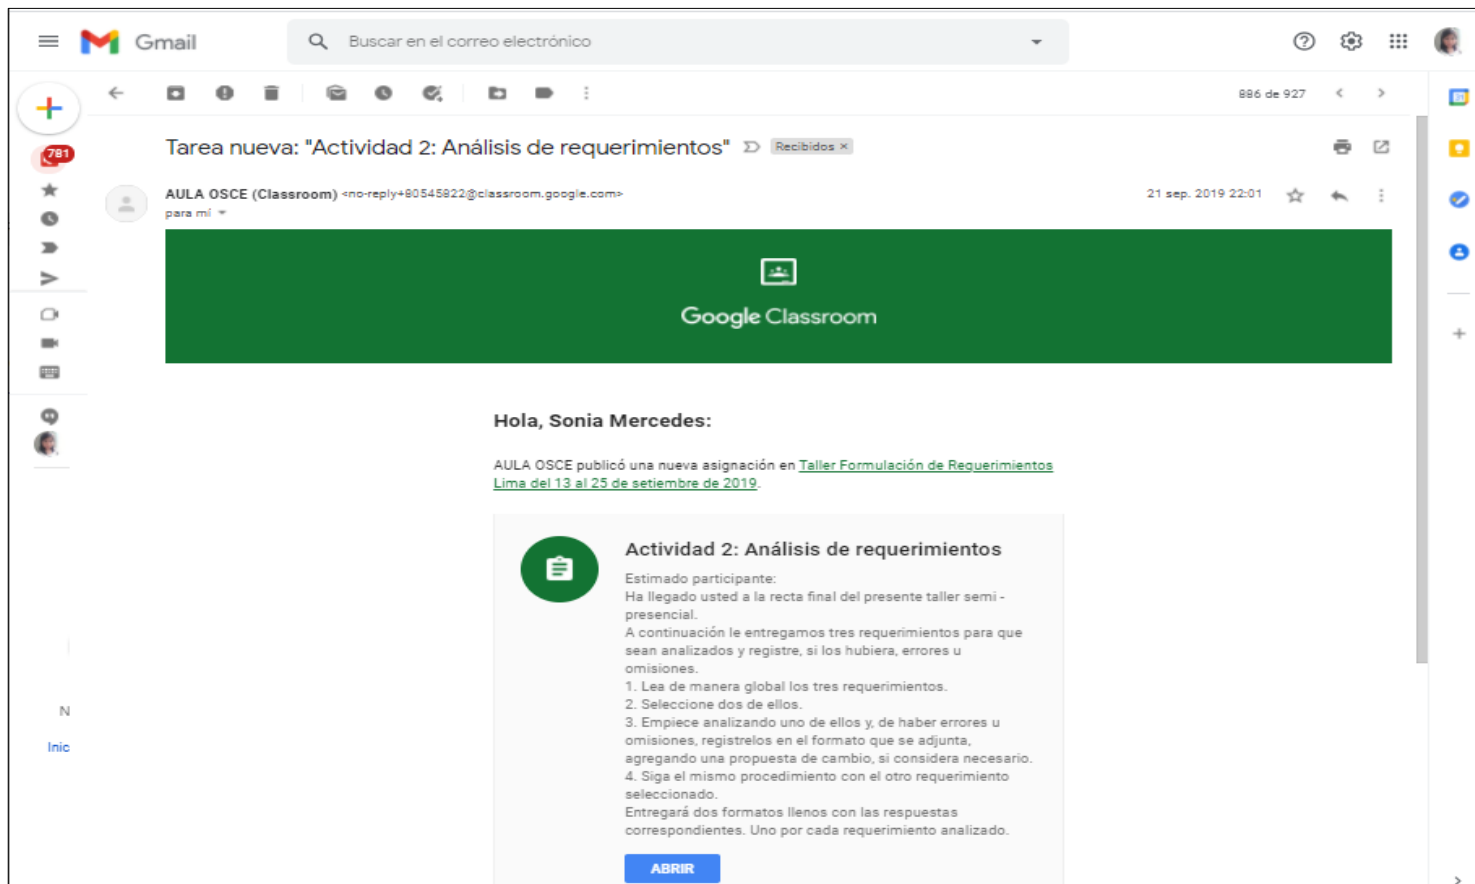 Gmail
Buscar en el correo electrónico
886 de 927
781
Tarea nueva: "Actividad 2: Análisis de requerimientos"
Recibidos ×
AULA OSCE (Classroom) <no-reply+80545822@classroom.google.com>
21 sep. 2019 22:01
para mí
Google Classroom
Hola, Sonia Mercedes:
AULA OSCE publicó una nueva asignación en Taller Formulación de Requerimientos
Lima del 13 al 25 de setiembre de 2019.
Actividad 2: Análisis de requerimientos
Estimado participante:
Ha llegado usted a la recta final del presente taller semi -
presencial.
A continuación le entregamos tres requerimientos para que
sean analizados y registre, si los hubiera, errores u
omisiones.
1. Lea de manera global los tres requerimientos.
2. Seleccione dos de ellos.
3. Empiece analizando uno de ellos y, de haber errores u
omisiones, registrelos en el formato que se adjunta,
agregando una propuesta de cambio, si considera necesario.
4. Siga el mismo procedimiento con el otro requerimiento
seleccionado.
Entregará dos formatos llenos con las respuestas
correspondientes. Uno por cada requerimiento analizado.
ABRIR
N
Inic
31